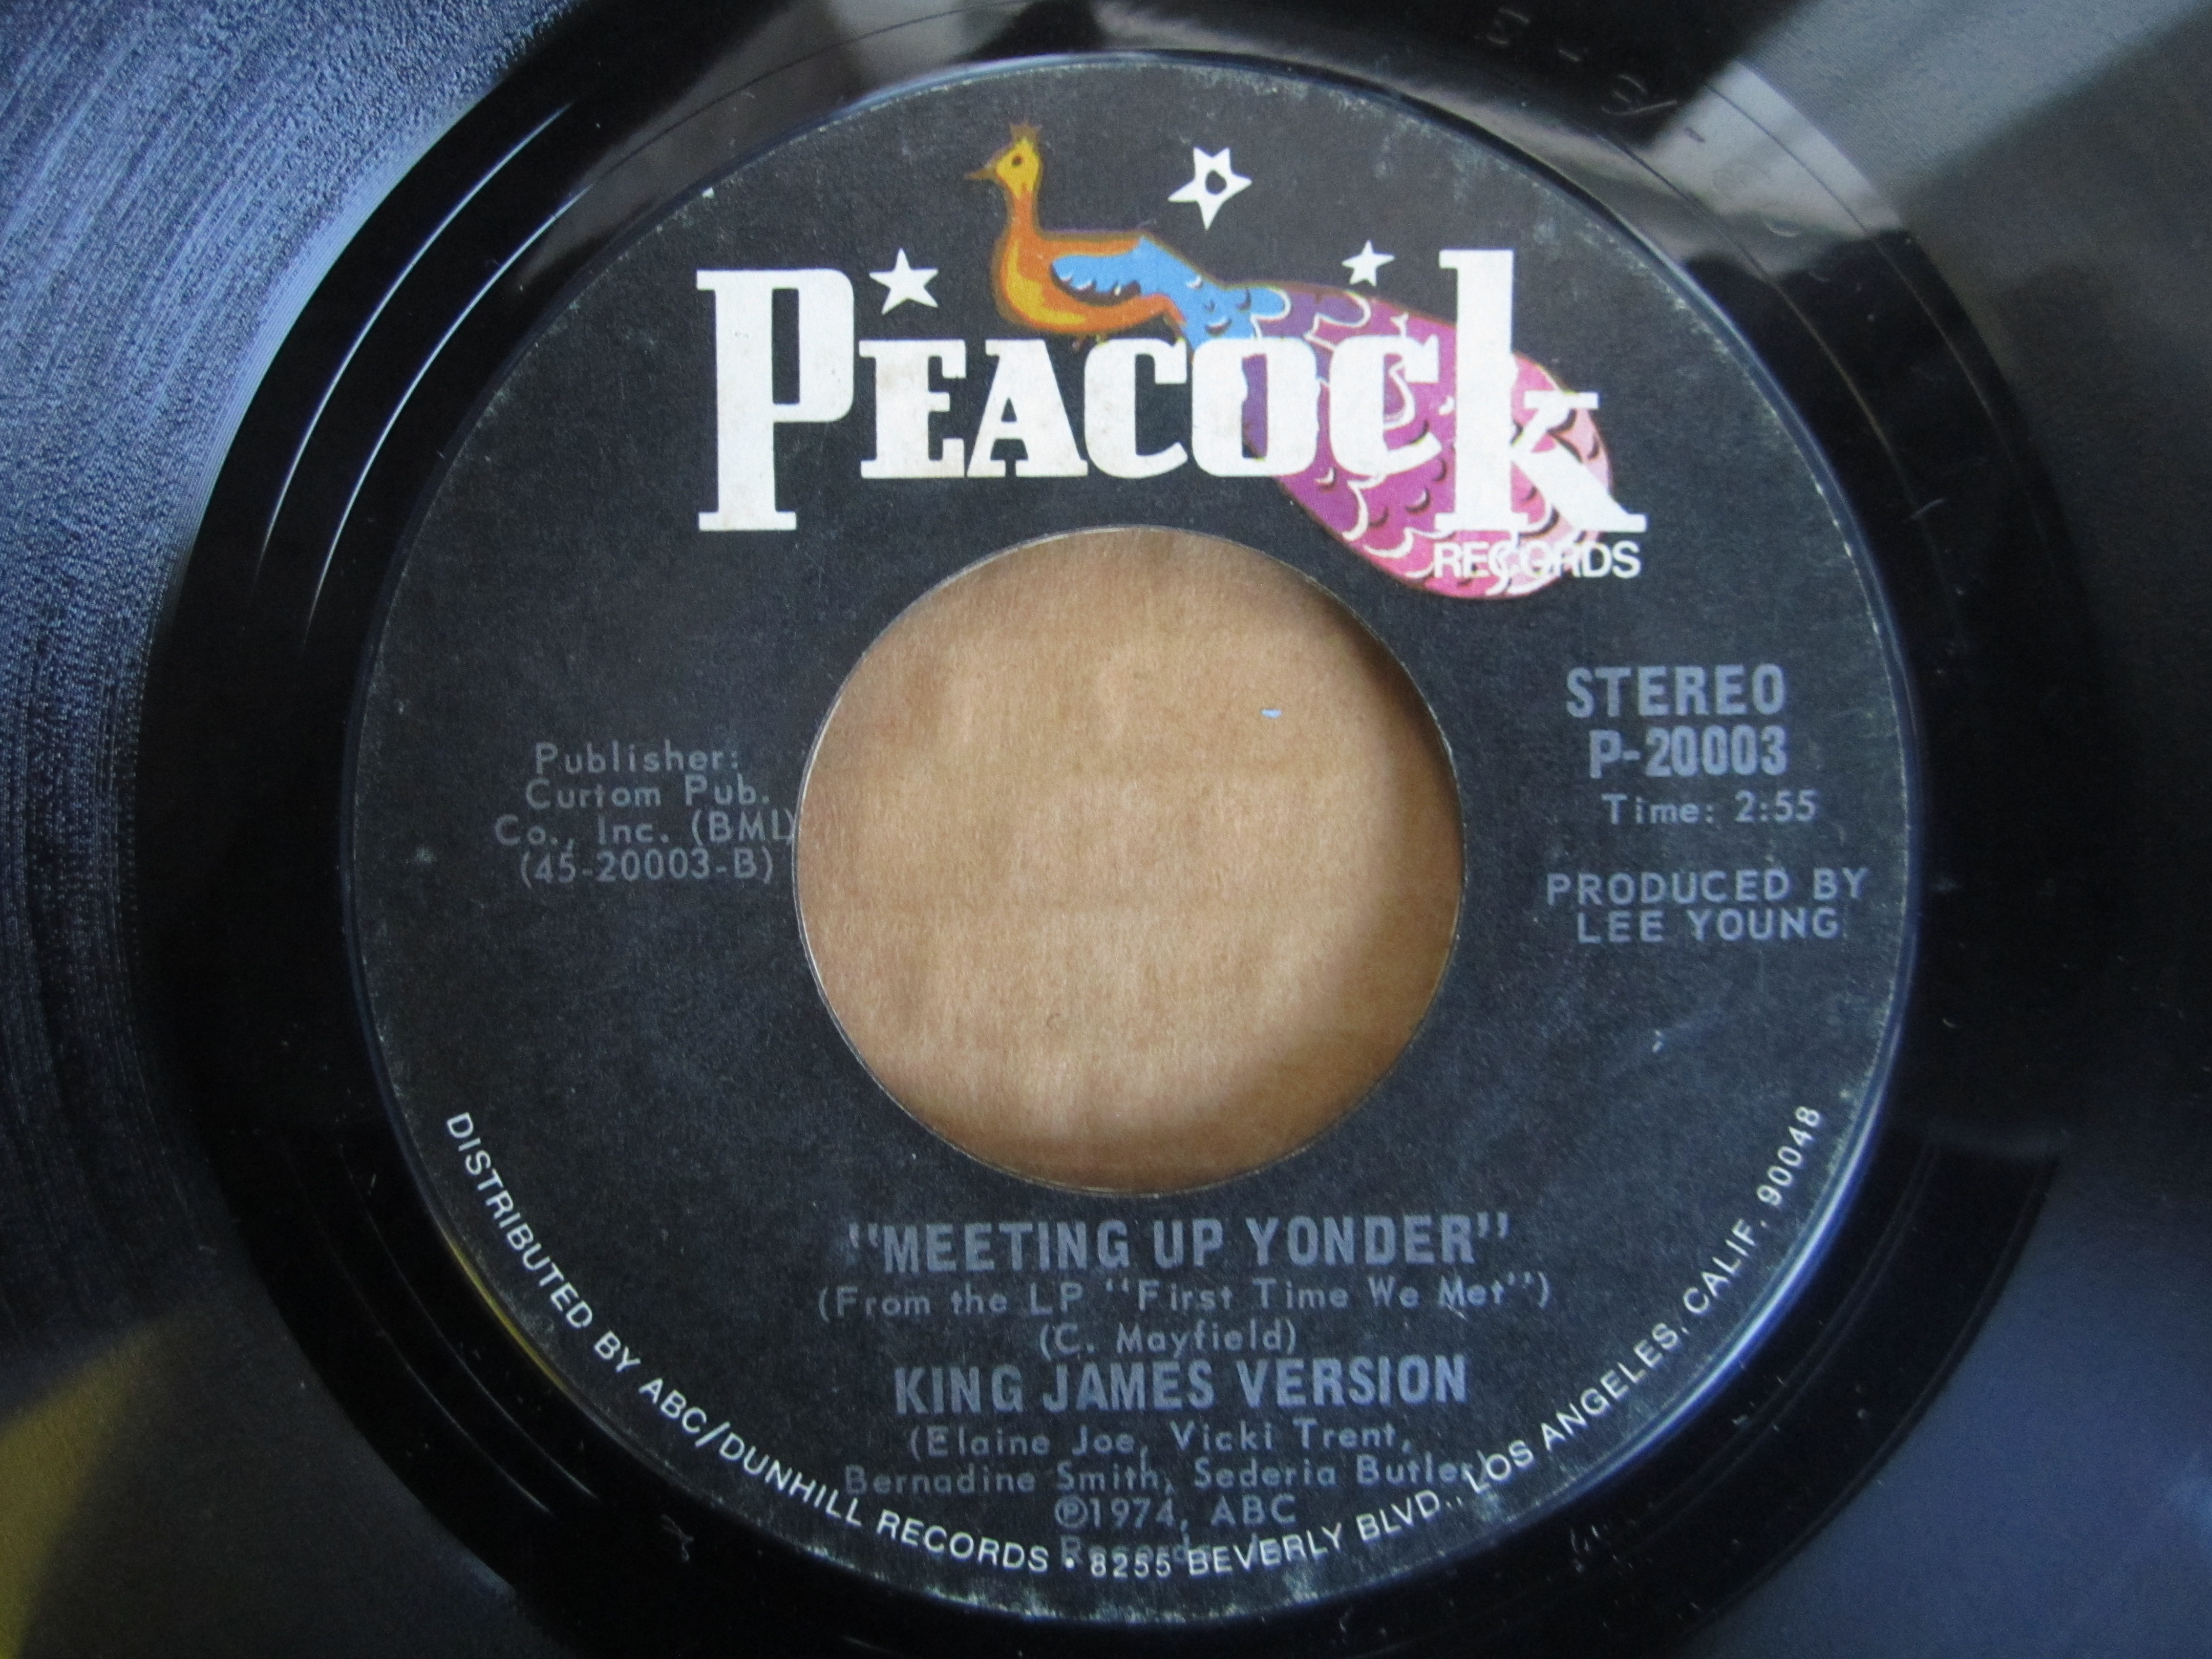 PEACOCK
RECORDS
STEREO
P-20003
Time: 2:55
PRODUCED BY
LEE YOUNG
Publisher:
Curtom Pub.
Co., Inc. (BMI)
(45-20003-B)
"MEETING UP YONDER"
(From the LP "First Time We Met")
(C. Mayfield)
KING JAMES VERSION
(Elaine Joe, Vicki Trent,
Bernadine Smith, Sederia Butler)
℗1974, ABC
Records
DISTRIBUTED BY ABC/DUNHILL RECORDS • 8255 BEVERLY BLVD., LOS ANGELES, CALIF. 90048